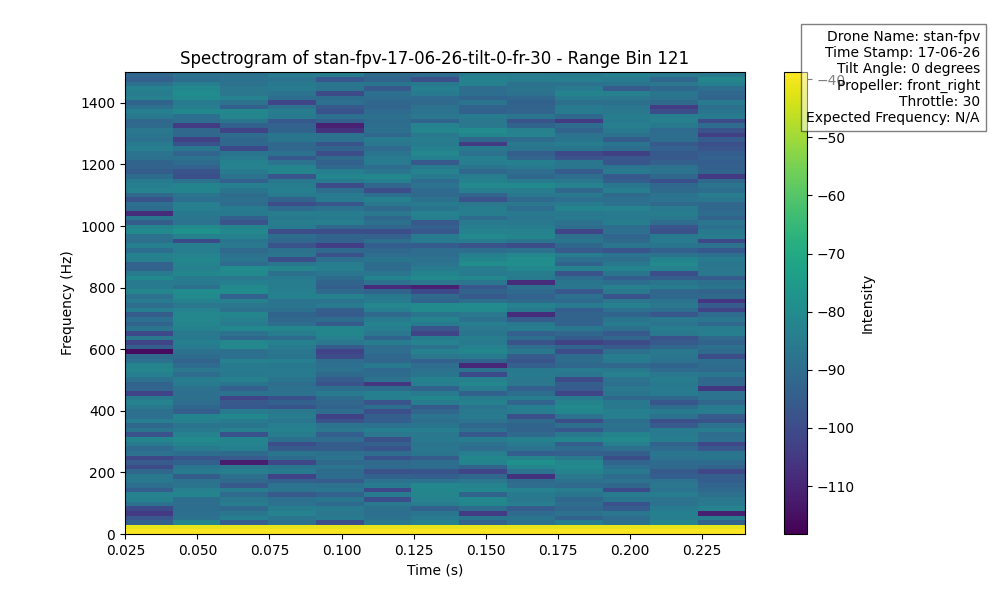 Spectrogram of stan-fpv-17-06-26-tilt-0-fr-30 - Range Bin 121
Drone Name: stan-fpv
Time Stamp: 17-06-26
Tilt Angle: 0 degrees
Propeller: front_right
Throttle: 30
Expected Frequency: N/A
1400
1200
1000
800
600
400
200
0
Frequency (Hz)
0.025 0.050 0.075 0.100 0.125 0.150 0.175 0.200 0.225
Time (s)
−40
−50
−60
−70
−80
−90
−100
−110
Intensity